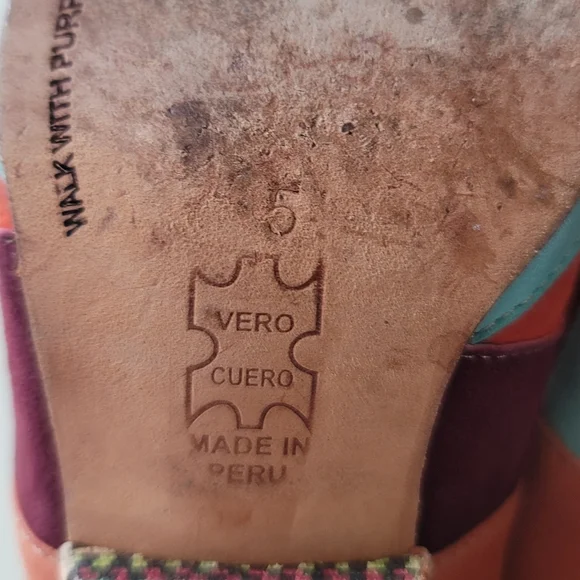 WALK WITH PURP
5
VERO
CUERO
MADE IN
PERU